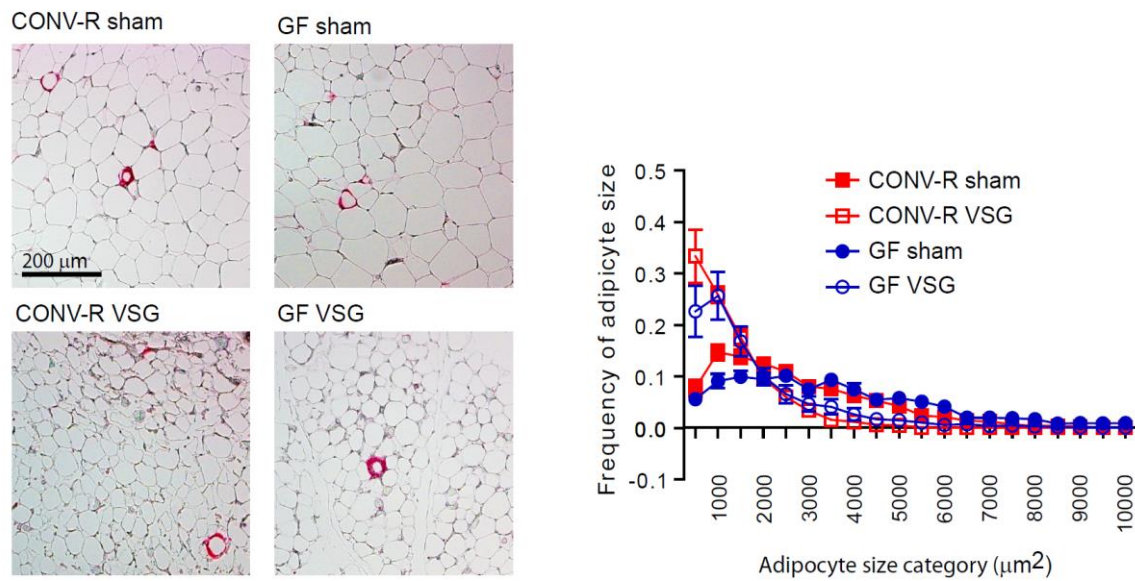 CONV-R sham
GF sham
200 μm
CONV-R VSG
GF VSG
Frequency of adipicyte size
0.5
0.4
0.3
0.2
0.1
0.0
-0.1
CONV-R sham
CONV-R VSG
GF sham
GF VSG
1000
2000
3000
4000
5000
6000
7000
8000
9000
10000
Adipocyte size category (μm2)